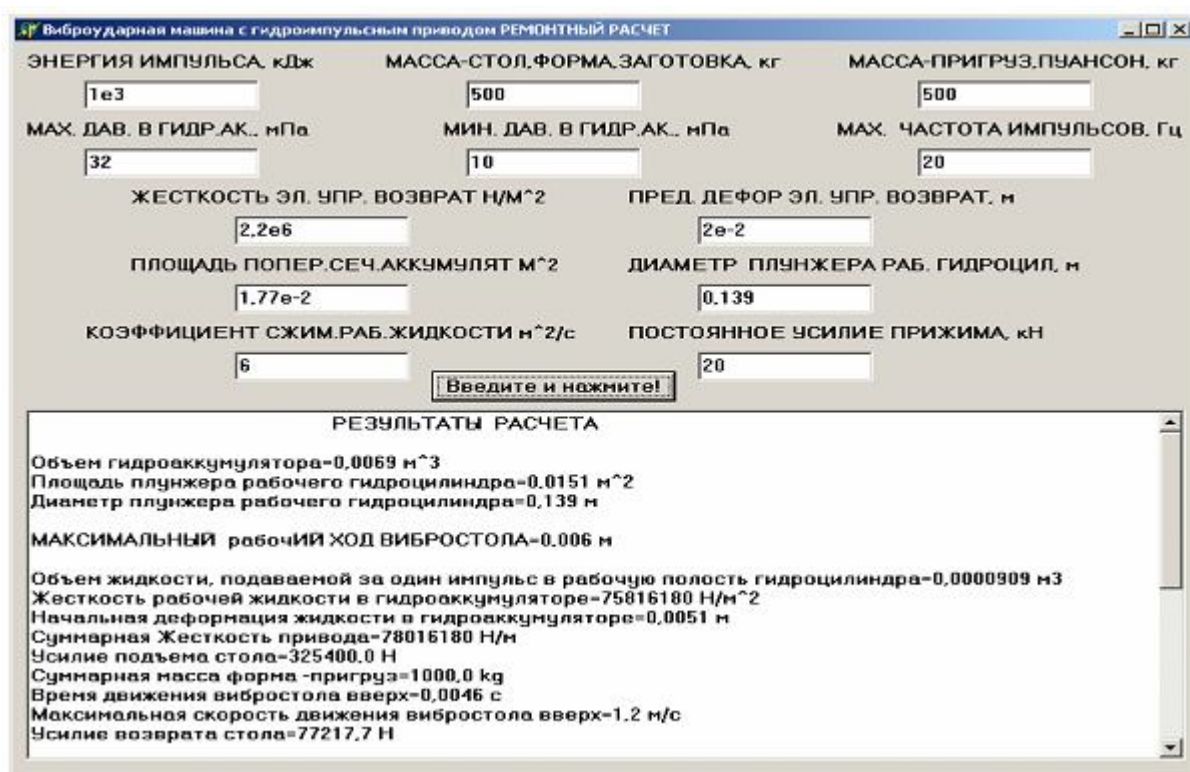 Виброударная машина с гидроимпульсным приводом РЕМОНТНЫЙ РАСЧЕТ
ЭНЕРГИЯ ИМПУЛЬСА, кДж МАССА-СТОЛ,ФОРМА,ЗАГОТОВКА, кг МАССА-ПРИГРУЗ,ПУАНСОН, кг
1e3 500 500
МАХ. ДАВ. В ГИДР.АК., мПа МИН. ДАВ. В ГИДР.АК., мПа МАХ. ЧАСТОТА ИМПУЛЬСОВ, Гц
32 10 20
ЖЕСТКОСТЬ ЭЛ. УПР. ВОЗВРАТ Н/М^2 ПРЕД. ДЕФОР ЭЛ. УПР. ВОЗВРАТ, м
2,2e6 2e-2
ПЛОЩАДЬ ПОПЕР.СЕЧ.АККУМУЛЯТ М^2 ДИАМЕТР ПЛУНЖЕРА РАБ. ГИДРОЦИЛ, м
1,77e-2 0,139
КОЭФФИЦИЕНТ СЖИМ.РАБ.ЖИДКОСТИ м^2/с ПОСТОЯННОЕ УСИЛИЕ ПРИЖИМА, кН
6 20
Введите и нажмите!
РЕЗУЛЬТАТЫ РАСЧЕТА
Объем гидроаккумулятора=0,0069 м^3
Площадь плунжера рабочего гидроцилиндра=0,0151 м^2
Диаметр плунжера рабочего гидроцилиндра=0,139 м
МАКСИМАЛЬНЫЙ рабочИЙ ХОД ВИБРОСТОЛА=0,006 м
Объем жидкости, подаваемой за один импульс в рабочую полость гидроцилиндра=0,0000909 м3
Жесткость рабочей жидкости в гидроаккумуляторе=75816180 Н/м^2
Начальная деформация жидкости в гидроаккумуляторе=0,0051 м
Суммарная Жесткость привода=78016180 Н/м
Усилие подъема стола=325400,0 Н
Суммарная масса форма -пригруз=1000,0 kg
Время движения вибростола вверх=0,0046 с
Максимальная скорость движения вибростола вверх=1,2 м/с
Усилие возврата стола=77217,7 Н